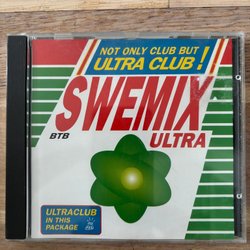 NOT ONLY CLUB BUT
ULTRA CLUB!
SWEMIX
BTB
ULTRA
ULTRACLUB
IN THIS
PACKAGE